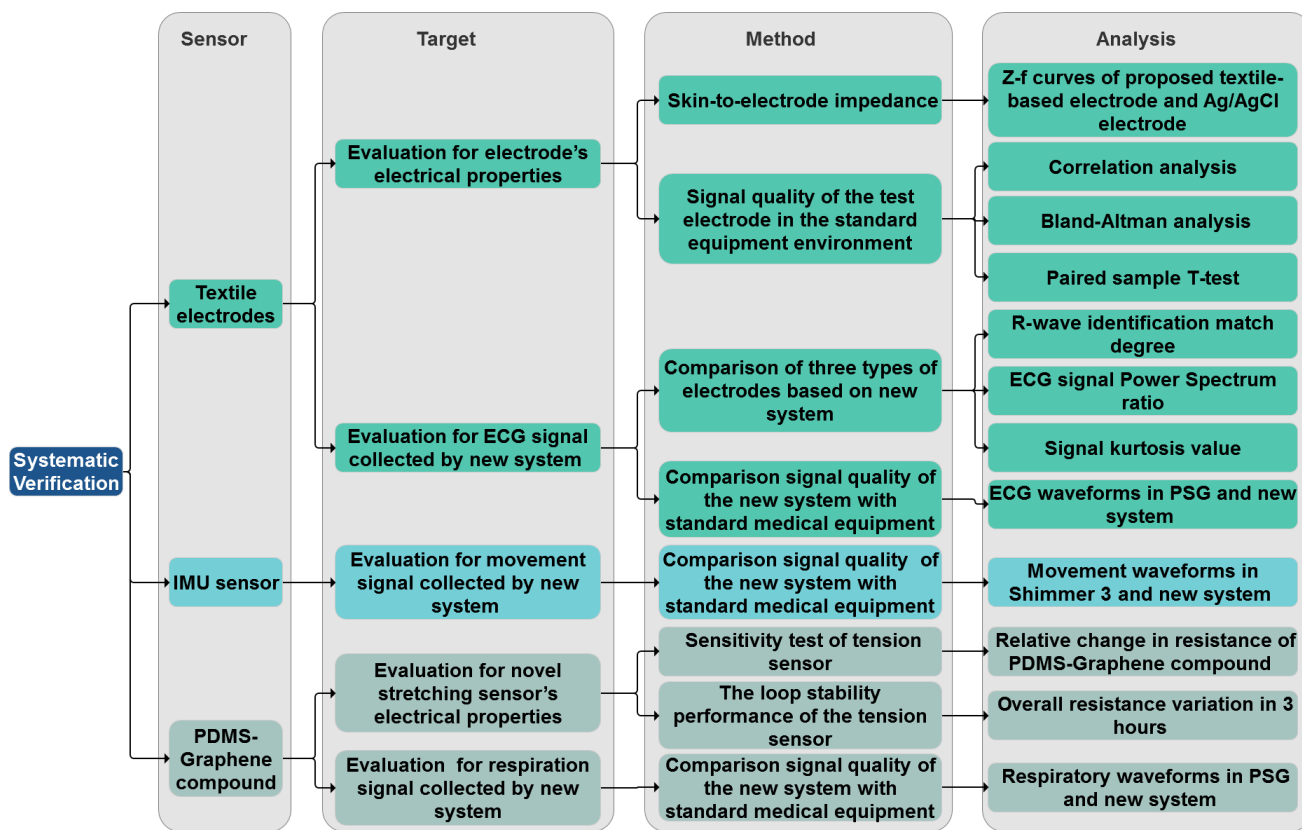 Sensor
Target
Method
Analysis
Systematic
Verification
Textile
electrodes
IMU sensor
PDMS-
Graphene
compound
Evaluation for electrode's
electrical properties
Evaluation for ECG signal
collected by new system
Evaluation for movement
signal collected by new
system
Evaluation for novel
stretching sensor's
electrical properties
Evaluation for respiration
signal collected by new
system
Skin-to-electrode impedance
Signal quality of the test
electrode in the standard
equipment environment
Comparison of three types of
electrodes based on new
system
Comparison signal quality of
the new system with
standard medical equipment
Comparison signal quality of
the new system with
standard medical equipment
Sensitivity test of tension
sensor
The loop stability
performance of the tension
sensor
Comparison signal quality of
the new system with
standard medical equipment
Z-f curves of proposed textile-
based electrode and Ag/AgCl
electrode
Correlation analysis
Bland-Altman analysis
Paired sample T-test
R-wave identification match
degree
ECG signal Power Spectrum
ratio
Signal kurtosis value
ECG waveforms in PSG and new
system
Movement waveforms in
Shimmer 3 and new system
Relative change in resistance of
PDMS-Graphene compound
Overall resistance variation in 3
hours
Respiratory waveforms in PSG
and new system